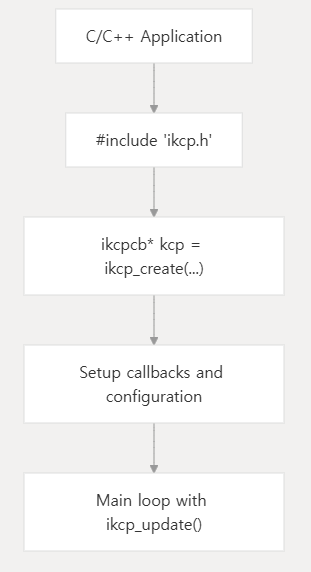 C/C++ Application
#include 'ikcp.h'
ikcpcb* kcp =
ikcp_create(...)
Setup callbacks and
configuration
Main loop with
ikcp_update()